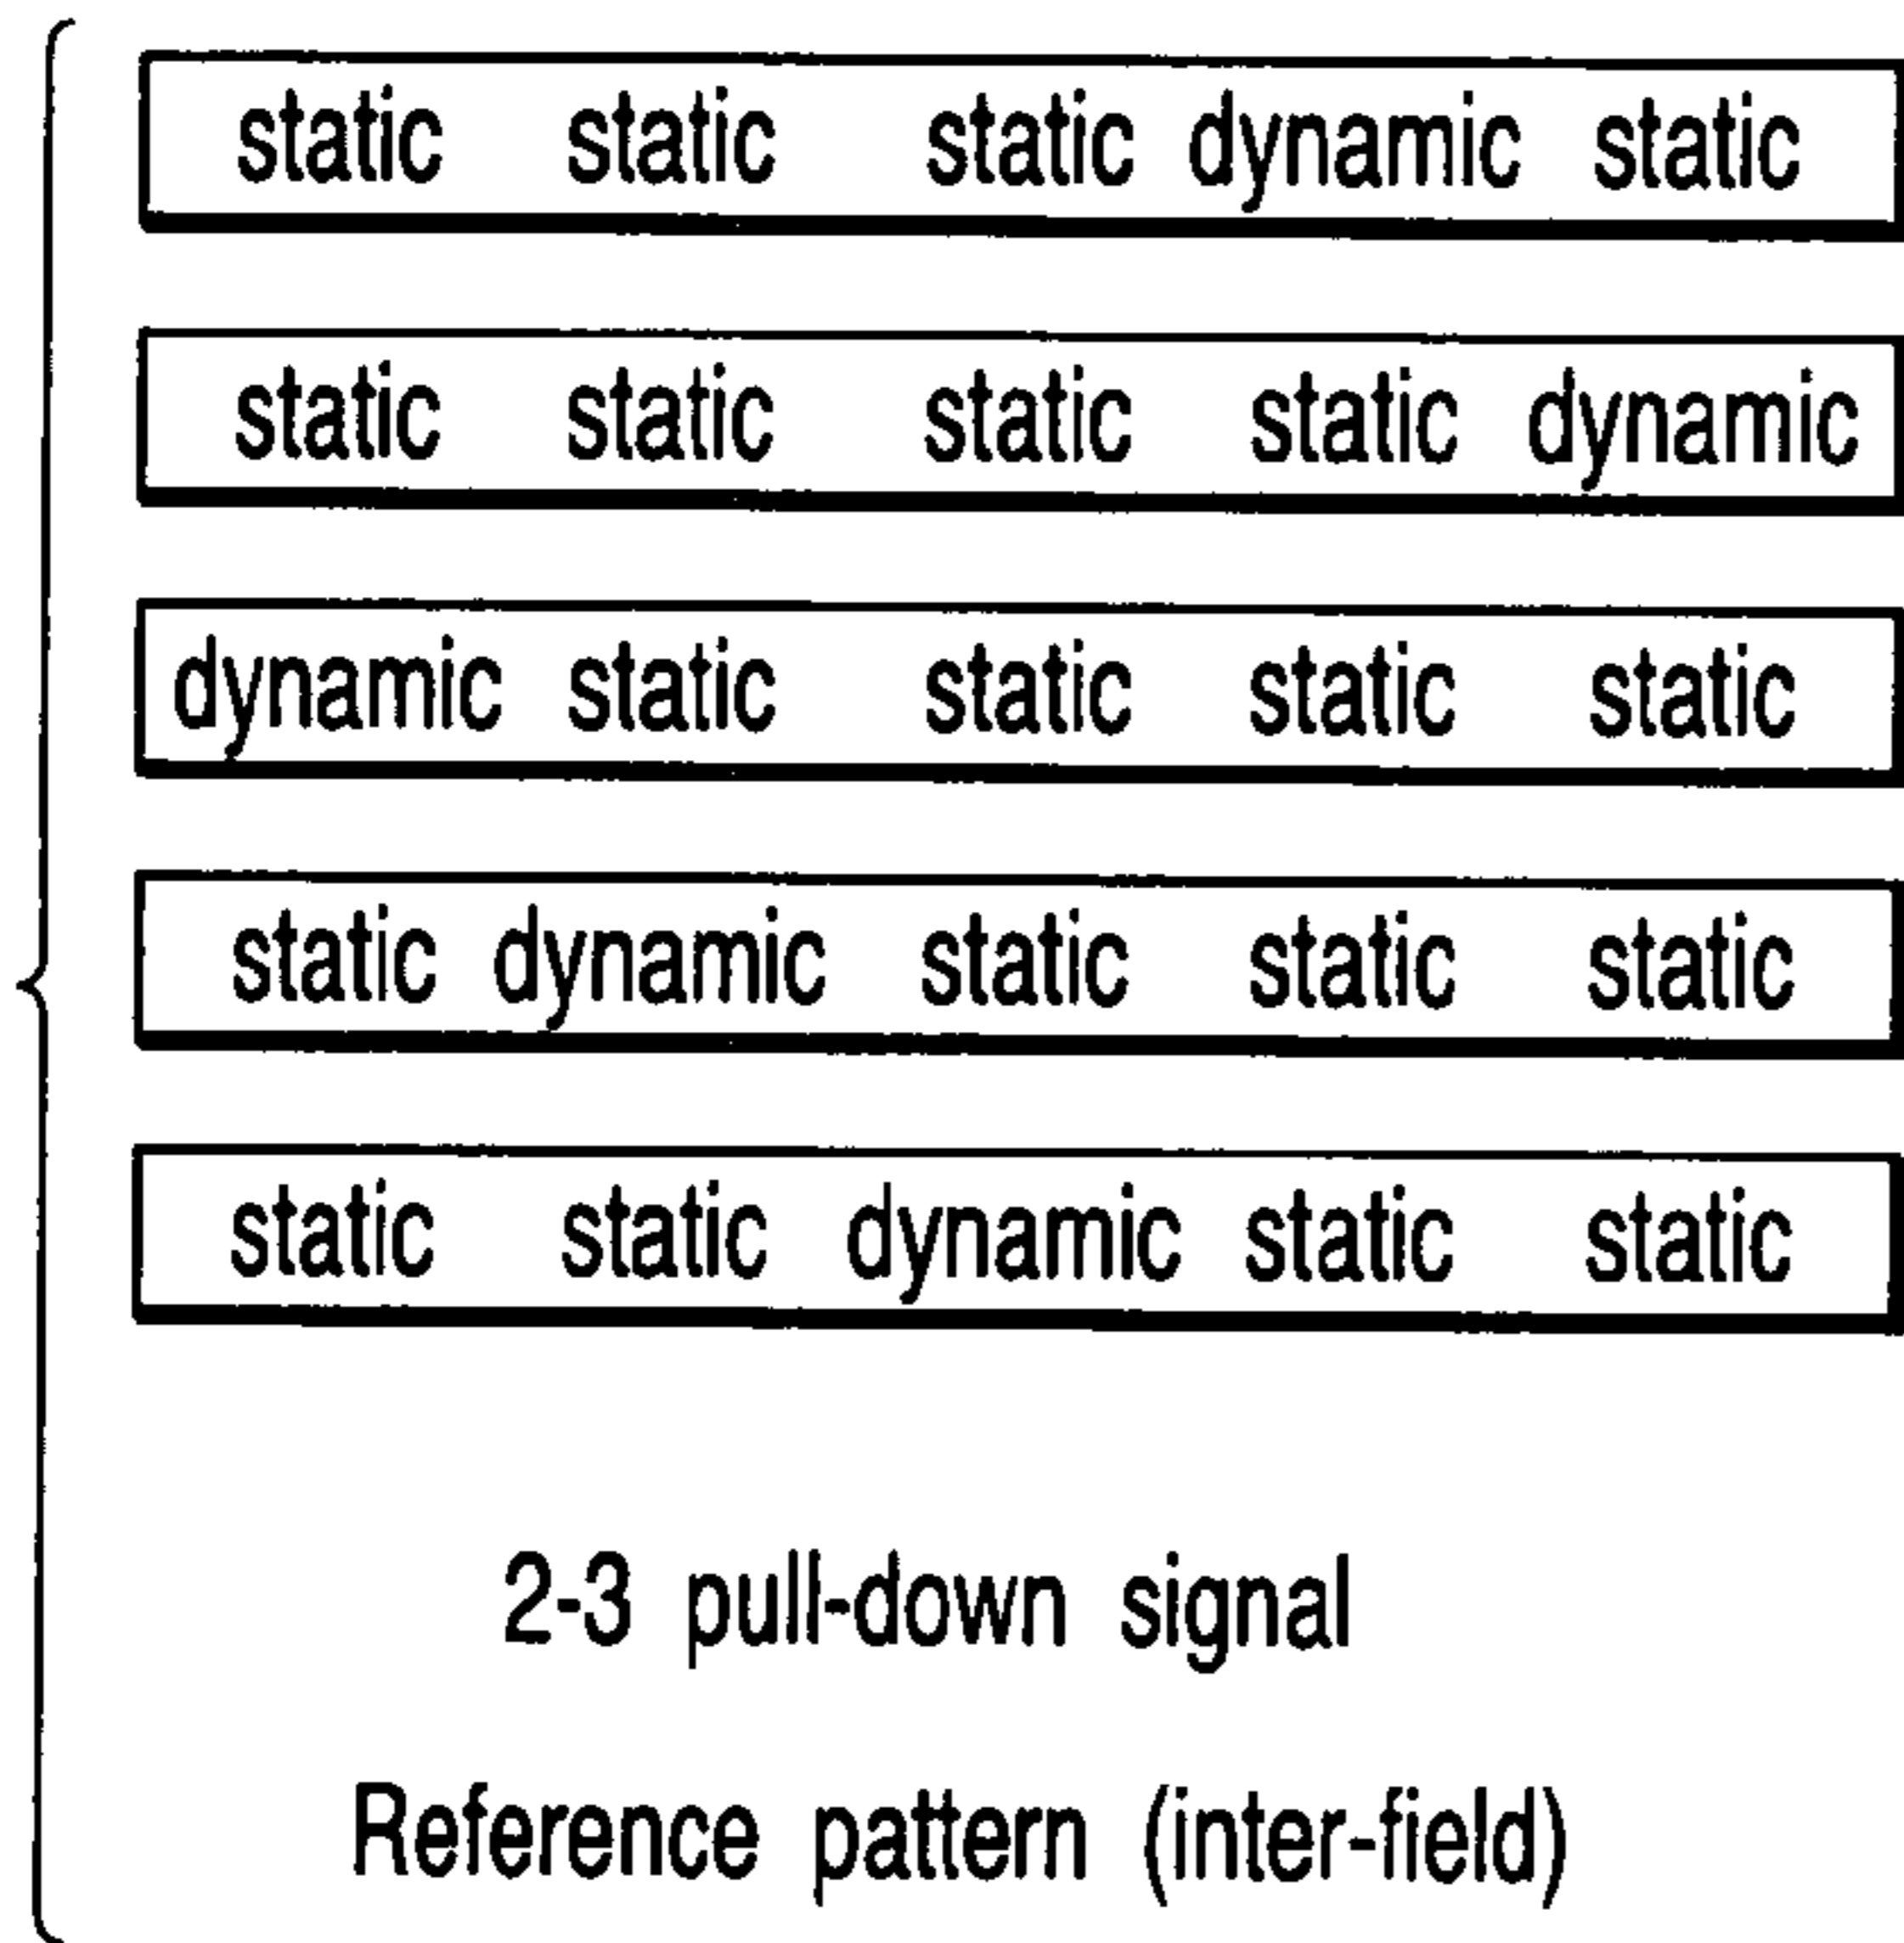 static static static dynamic static
static static static static dynamic
dynamic static static static static
static dynamic static static static
static static dynamic static static
2-3 pull-down signal
Reference pattern (inter-field)